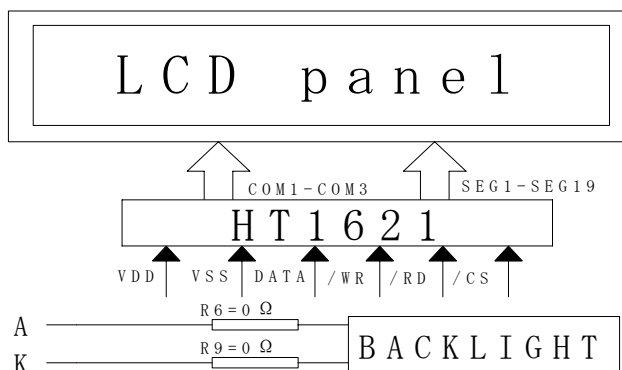 LCD panel
COM1-COM3
SEG1-SEG19
HT1621
VDD VSS DATA /WR /RD /CS
R6=0 Ω
A
R9=0 Ω
K
BACKLIGHT